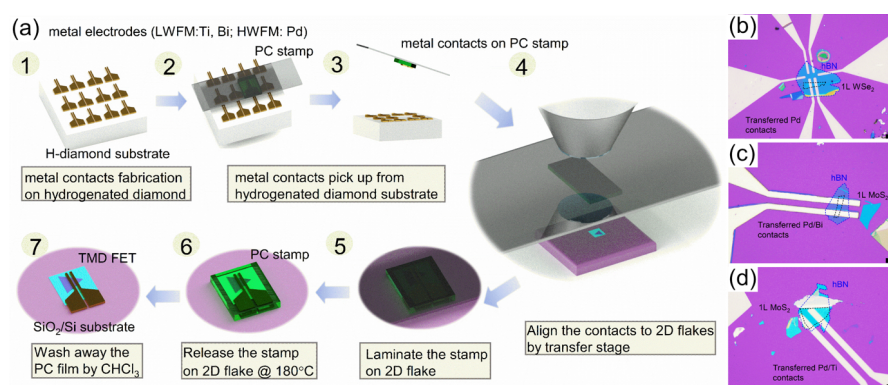 (a)
metal electrodes (LWFM:Ti, Bi; HWFM: Pd)
1
2
PC stamp
3
metal contacts on PC stamp
4
H-diamond substrate
metal contacts fabrication
on hydrogenated diamond
metal contacts pick up from
hydrogenated diamond substrate
7
TMD FET
6
PC stamp
5
SiO₂/Si substrate
Wash away the
PC film by CHCl₃
Release the stamp
on 2D flake @ 180°C
Laminate the stamp
on 2D flake
Align the contacts to 2D flakes
by transfer stage
(b)
hBN
1L WSe₂
Transferred Pd
contacts
(c)
hBN
1L MoS₂
Transferred Pd/Bi
contacts
(d)
hBN
1L MoS₂
Transferred Pd/Ti
contacts